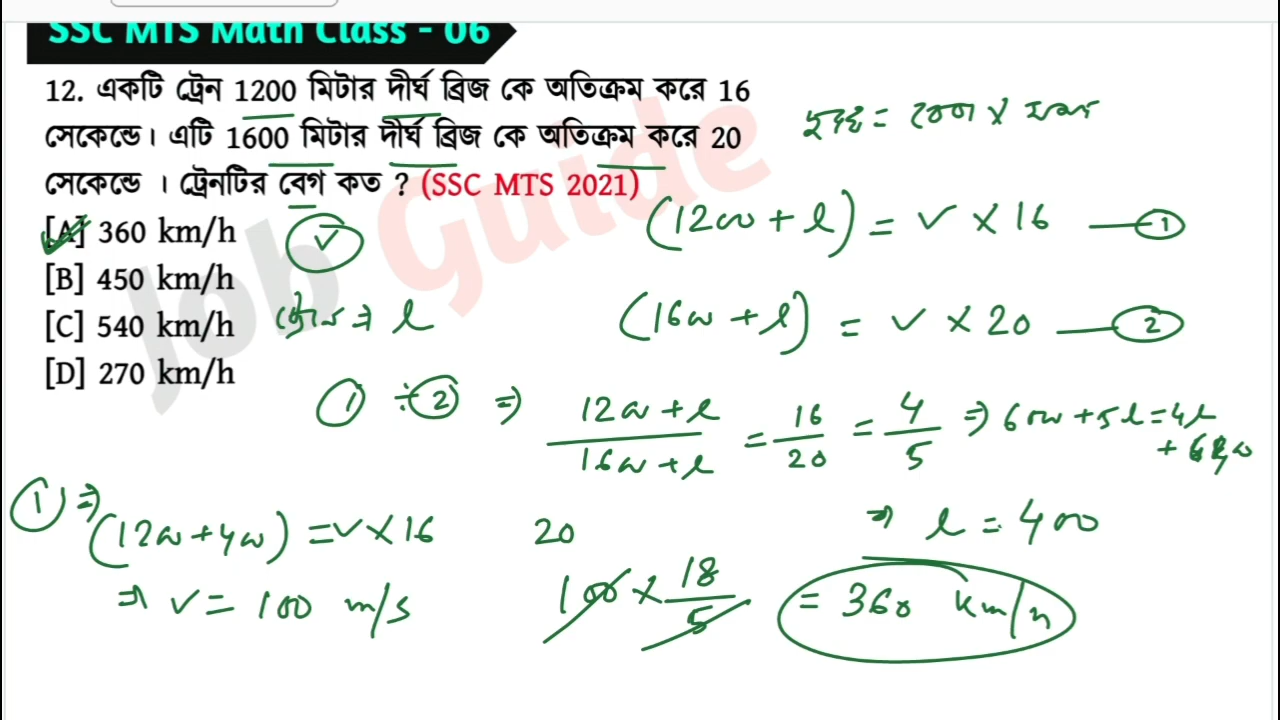 SSC MTS Math Class - 06
12. একটি ট্রেন 1200 মিটার দীর্ঘ ব্রিজ কে অতিক্রম করে 16
সেকেন্ডে। এটি 1600 মিটার দীর্ঘ ব্রিজ কে অতিক্রম করে 20
সেকেন্ডে । ট্রেনটির বেগ কত ? (SSC MTS 2021)
[A] 360 km/h
[B] 450 km/h
[C] 540 km/h
[D] 270 km/h
Job Guide
দূরত্ব = বেগ × সময়
v
(1200 + l) = v × 16 — 1
ট্রেন ⇒ l
(1600 + l) = v × 20 — 2
1 ÷ 2 ⇒ 1200 + l / 1600 + l = 16/20 = 4/5 ⇒ 6000 + 5l = 4l
+ 6400
⇒ l = 400
1 ⇒ (1200 + 400) = v × 16
20
⇒ v = 100 m/s
100 × 18/5 = 360 km/h